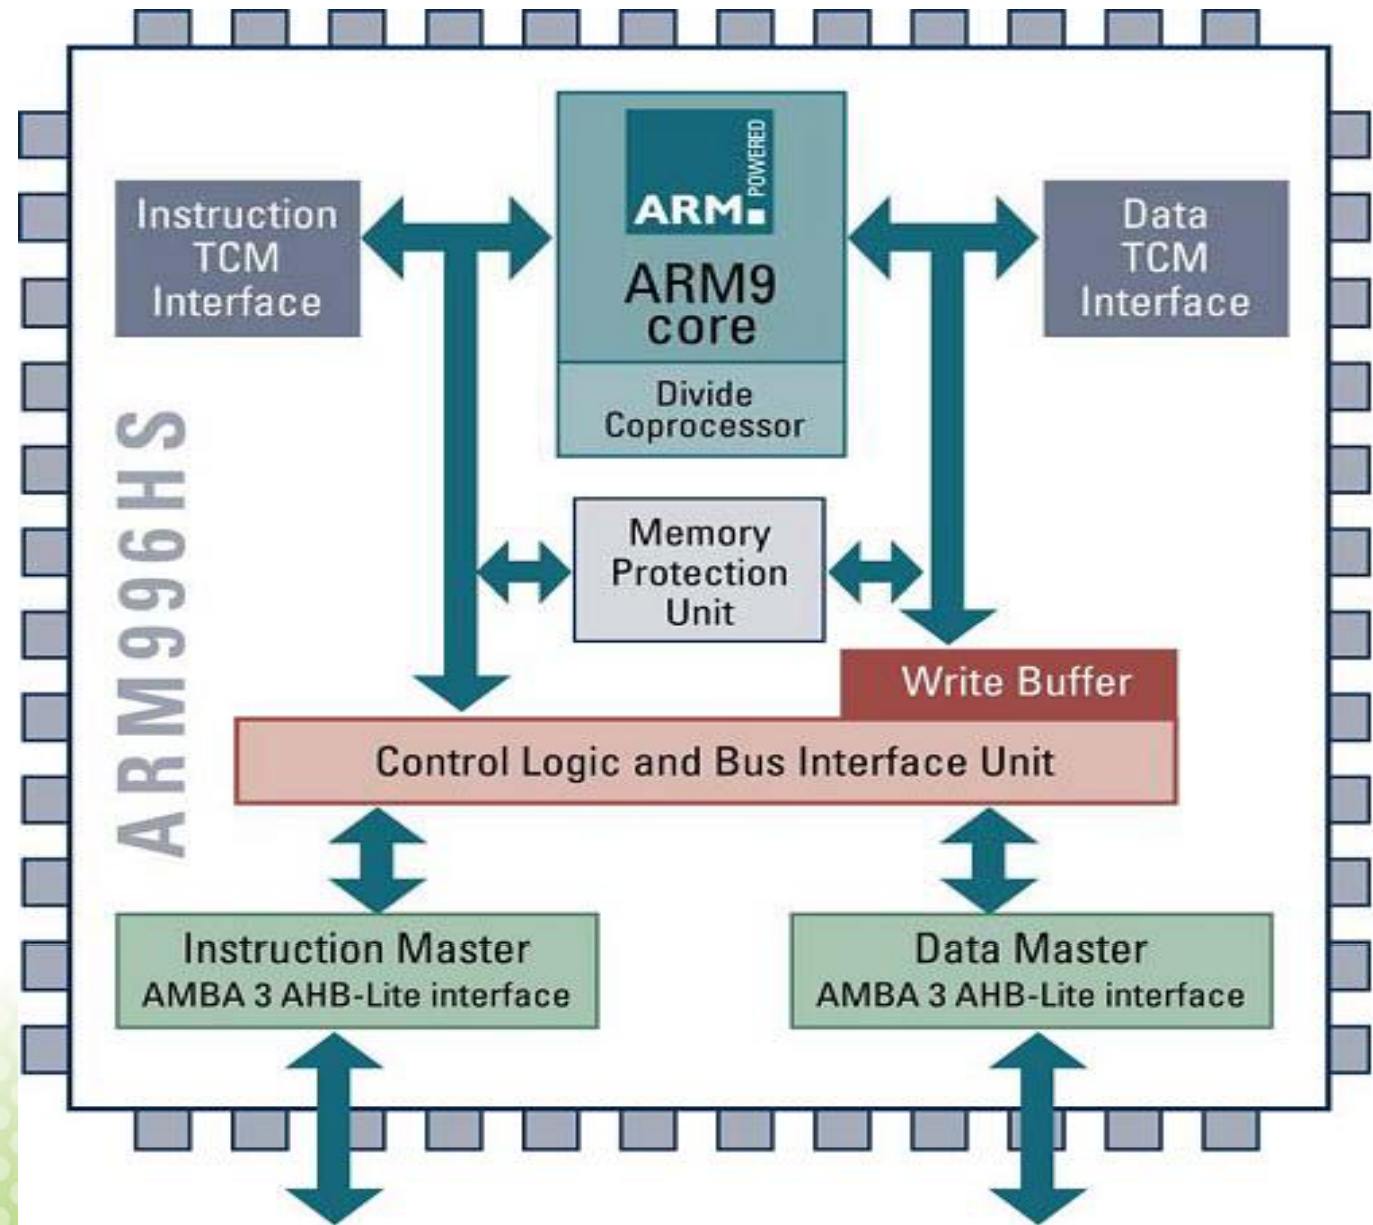 ARM POWERED
ARM9
core
Divide
Coprocessor
Instruction
TCM
Interface
Data
TCM
Interface
ARM996HS
Memory
Protection
Unit
Write Buffer
Control Logic and Bus Interface Unit
Instruction Master
AMBA 3 AHB-Lite interface
Data Master
AMBA 3 AHB-Lite interface